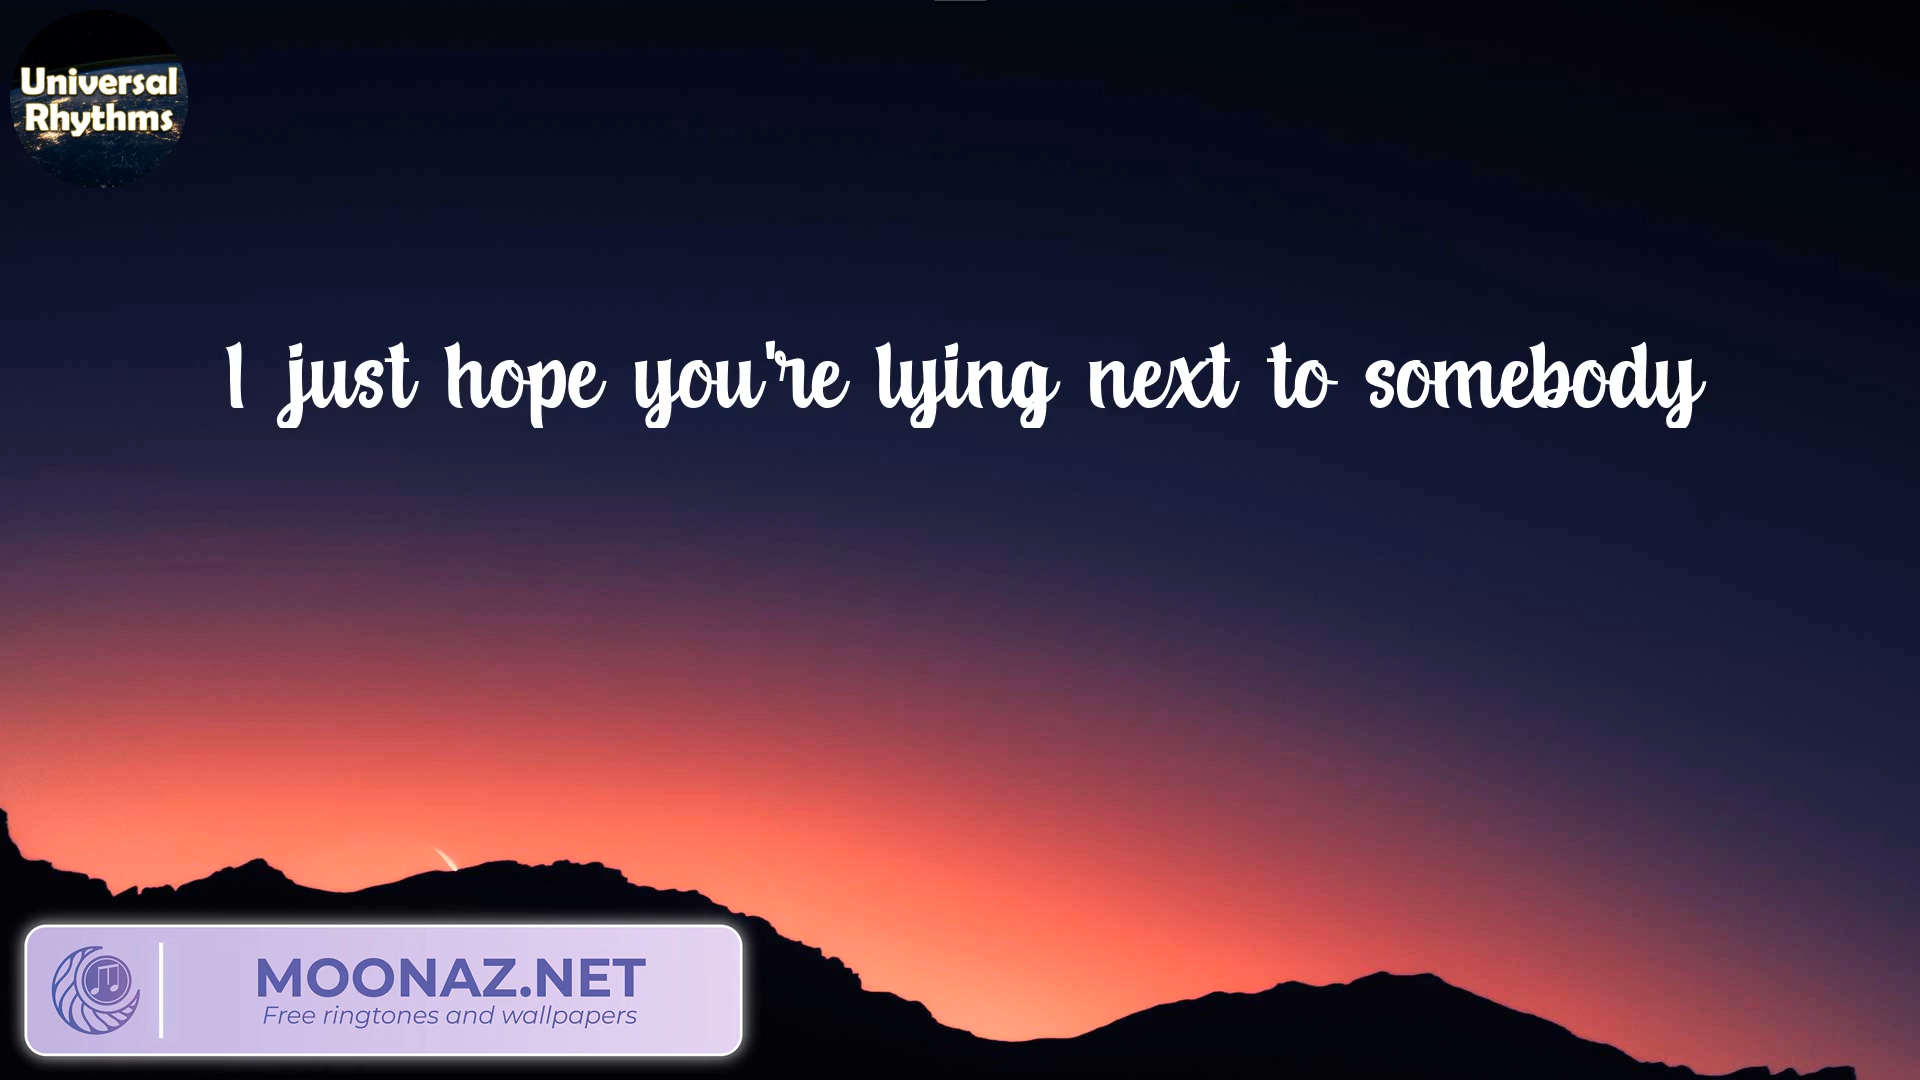 Universal
Rhythms
I just hope you're lying next to somebody
MOONAZ.NET
Free ringtones and wallpapers